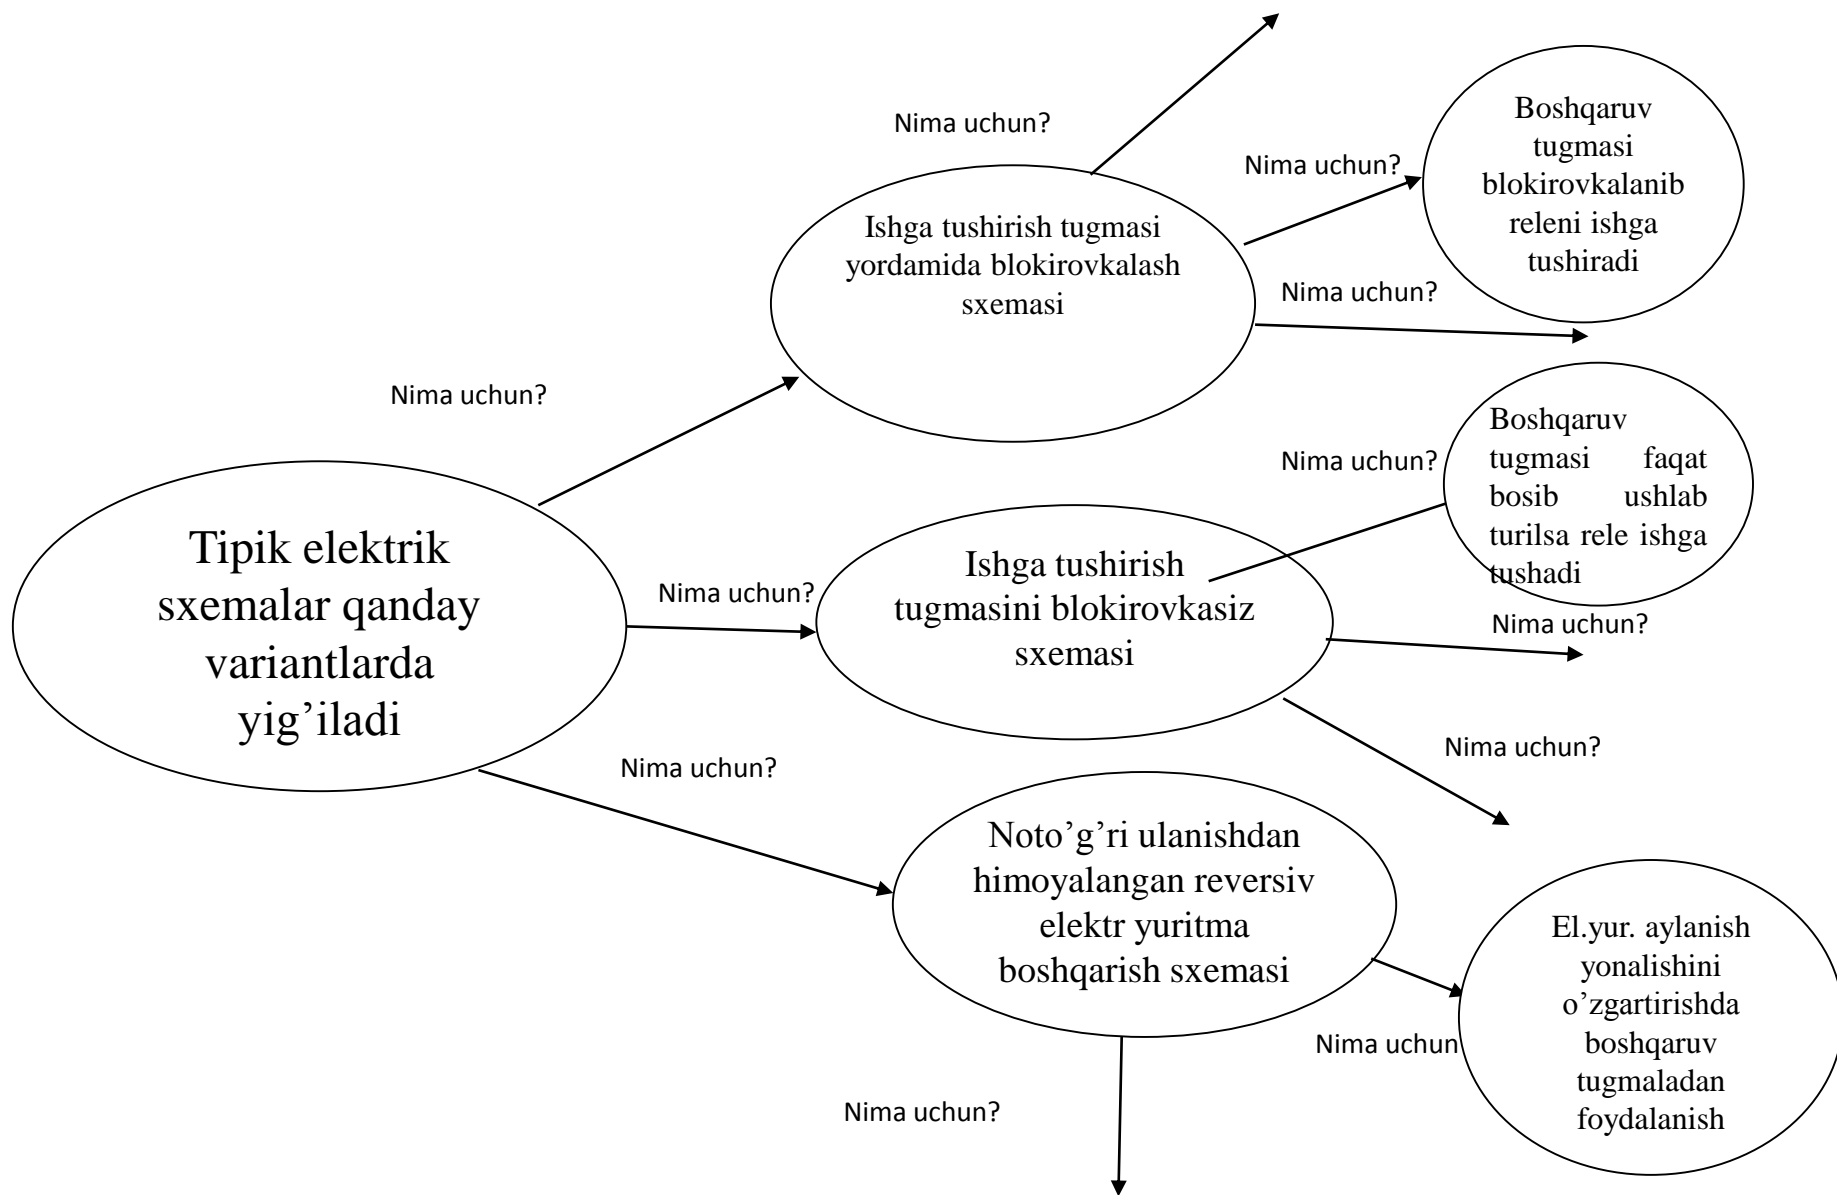 Nima uchun?
Boshqaruv
tugmasi
blokirovkalanib
releni ishga
tushiradi
Nima uchun?
Ishga tushirish tugmasi
yordamida blokirovkalash
sxemasi
Nima uchun?
Nima uchun?
Boshqaruv
tugmasi faqat
bosib ushlab
turilsa rele ishga
tushadi
Nima uchun?
Tipik elektrik
sxemalar qanday
variantlarda
yig’iladi
Nima uchun?
Ishga tushirish
tugmasini blokirovkasiz
sxemasi
Nima uchun?
Nima uchun?
Nima uchun?
Noto’g’ri ulanishdan
himoyalangan reversiv
elektr yuritma
boshqarish sxemasi
El.yur. aylanish
yonalishini
o’zgartirishda
boshqaruv
tugmaladan
foydalanish
Nima uchun
Nima uchun?